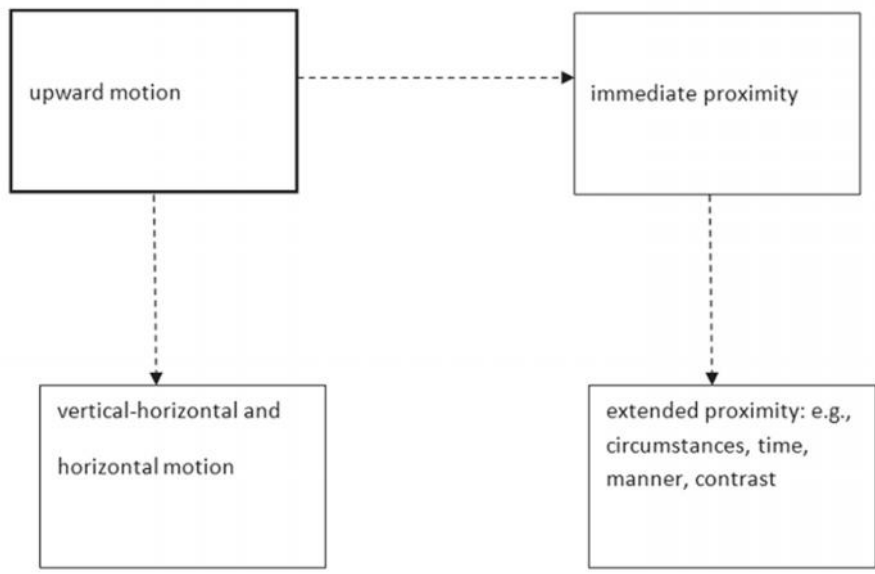 upward motion
immediate proximity
vertical-horizontal and
horizontal motion
extended proximity: e.g.,
circumstances, time,
manner, contrast